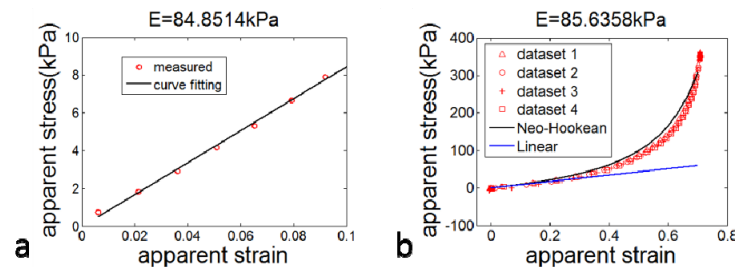 E=84.8514kPa
apparent stress(kPa)
10
8
6
4
2
0
measured
curve fitting
0
0.02
0.04
0.06
0.08
0.1
apparent strain
a
E=85.6358kPa
apparent stress(kPa)
400
300
200
100
0
-100
dataset 1
dataset 2
dataset 3
dataset 4
Neo-Hookean
Linear
0
0.2
0.4
0.6
0.8
apparent strain
b